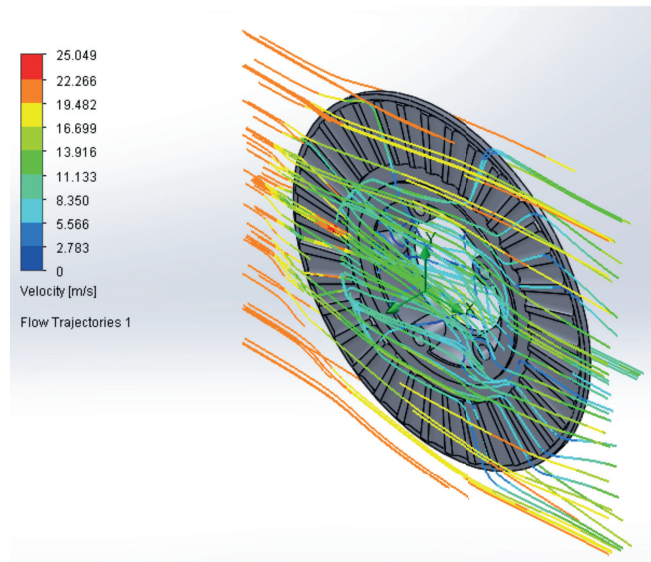 25.049
22.266
19.482
16.699
13.916
11.133
8.350
5.566
2.783
0
Velocity [m/s]
Flow Trajectories 1
Y
X